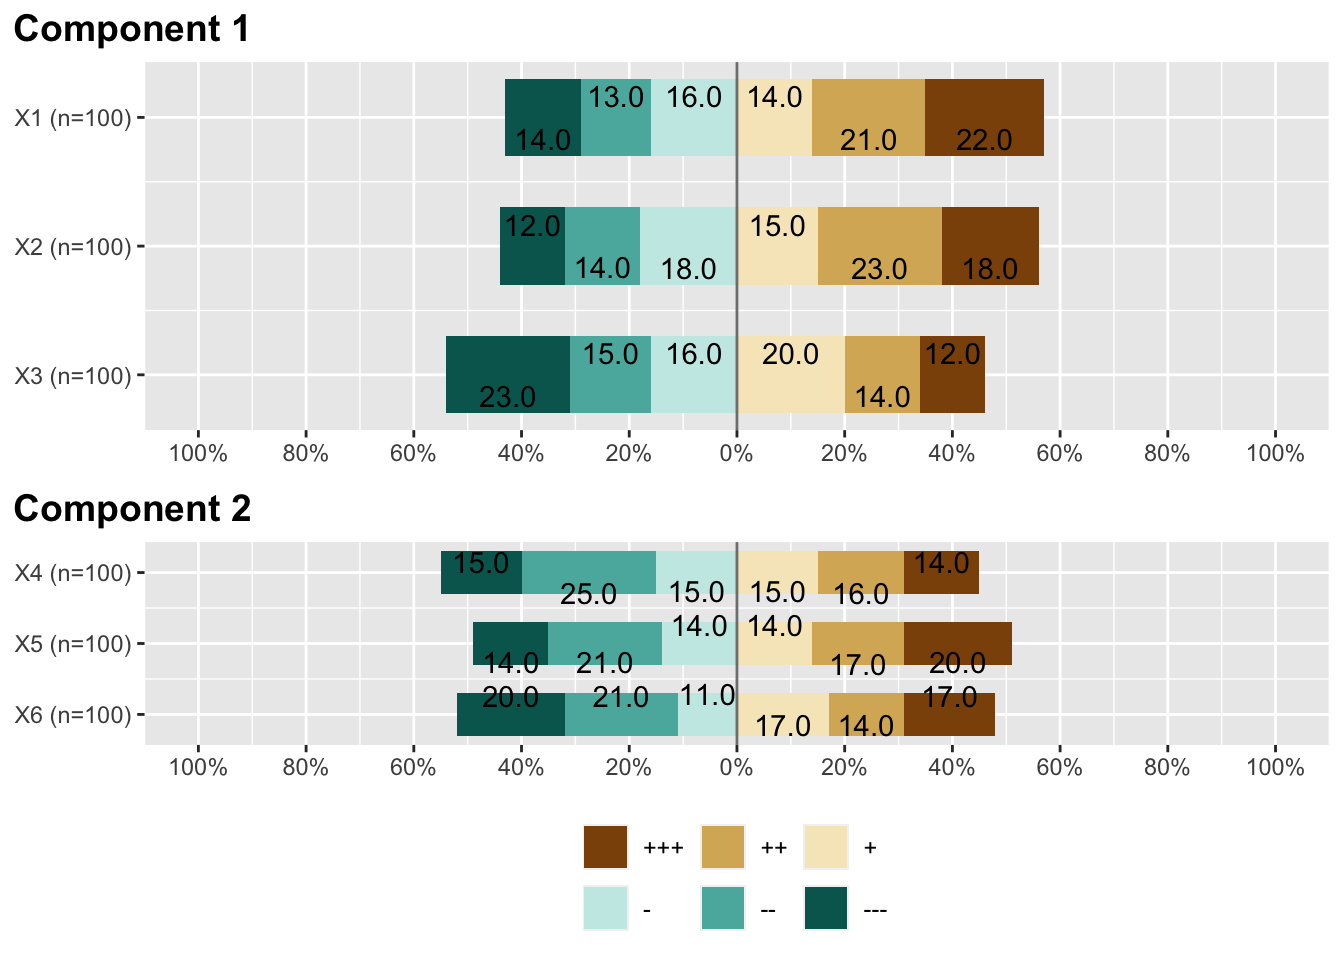 Component 1
X1 (n=100)
14.0 13.0 16.0 14.0 21.0 22.0
X2 (n=100)
12.0 14.0 18.0 15.0 23.0 18.0
X3 (n=100)
23.0 15.0 16.0 20.0 14.0 12.0
100% 80% 60% 40% 20% 0% 20% 40% 60% 80% 100%
Component 2
X4 (n=100)
15.0 25.0 15.0 15.0 16.0 14.0
X5 (n=100)
14.0 21.0 14.0 14.0 17.0 20.0
X6 (n=100)
20.0 21.0 11.0 17.0 14.0 17.0
100% 80% 60% 40% 20% 0% 20% 40% 60% 80% 100%
+++ ++ +
- -- ---